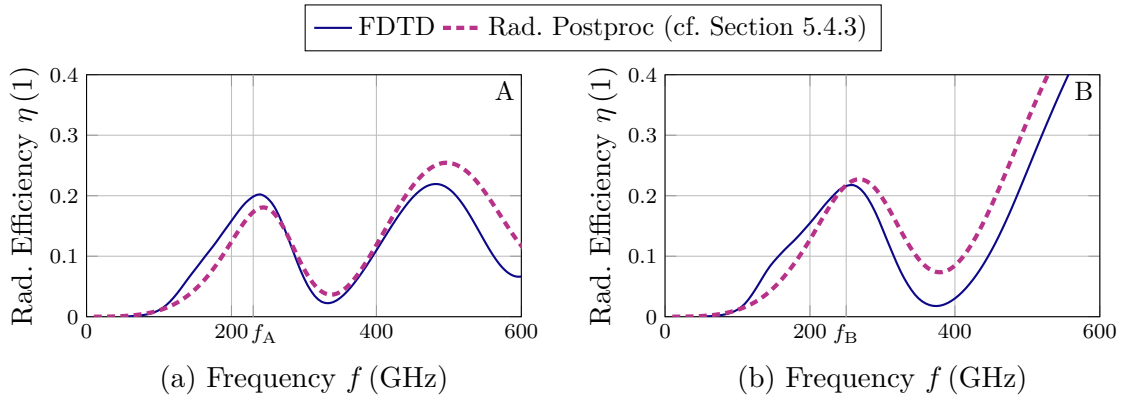 FDTD Rad. Postproc (cf. Section 5.4.3)
Rad. Efficiency η (1)
0.4
0.3
0.2
0.1
0
A
0 200 f_A 400 600
(a) Frequency f (GHz)
Rad. Efficiency η (1)
0.4
0.3
0.2
0.1
0
B
0 200 f_B 400 600
(b) Frequency f (GHz)